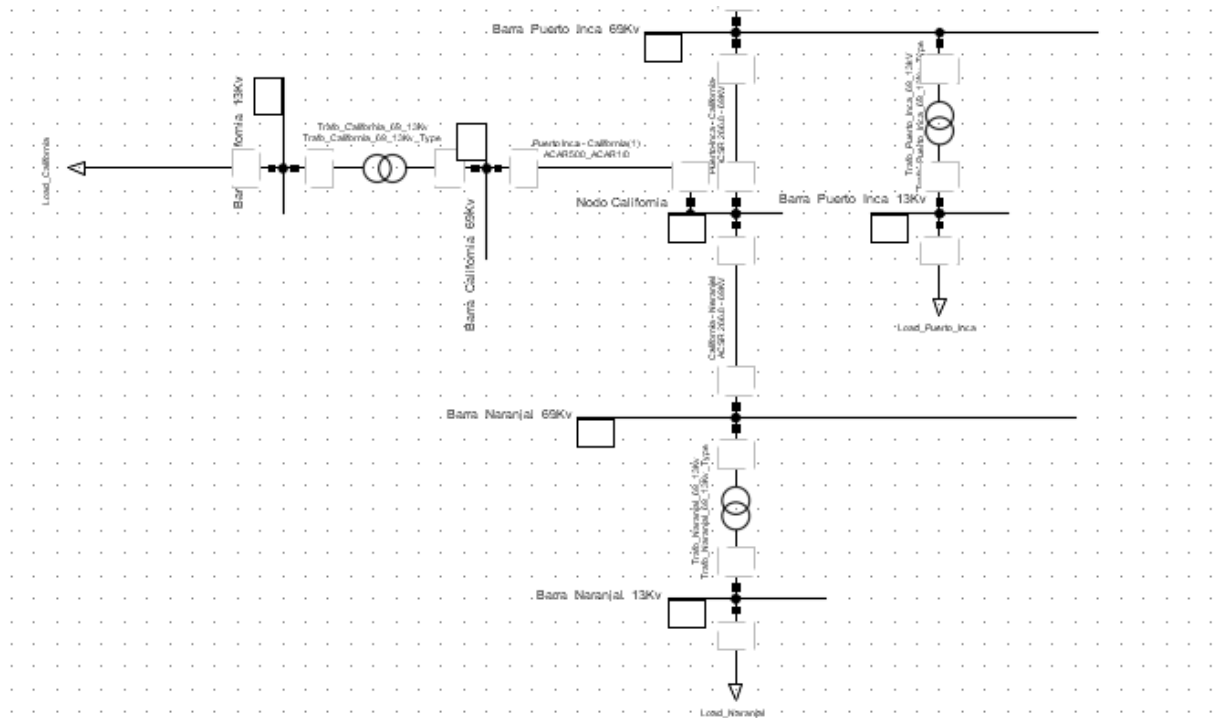 Barra Puerto Inca 69Kv
Barra California 13Kv
Trafo_California_69_13Kv
Trafo_California_69_13Kv_Type
Puerto Inca - California(1)
ACAR500_ACAR10
Load_California
Puerto Inca - California
ACSR 266.8 - 69KV
Trafo_Puerto_Inca_69_13kV
Trafo_Puerto_Inca_69_13Kv_Type
Nodo California
Barra Puerto Inca 13Kv
Barra California 69Kv
California - Naranjal
ACSR 266.8 - 69KV
Load_Puerto_Inca
Barra Naranjal 69Kv
Trafo_Naranjal_69_13Kv
Trafo_Naranjal_69_13Kv_Type
Barra Naranjal 13Kv
Load_Naranjal